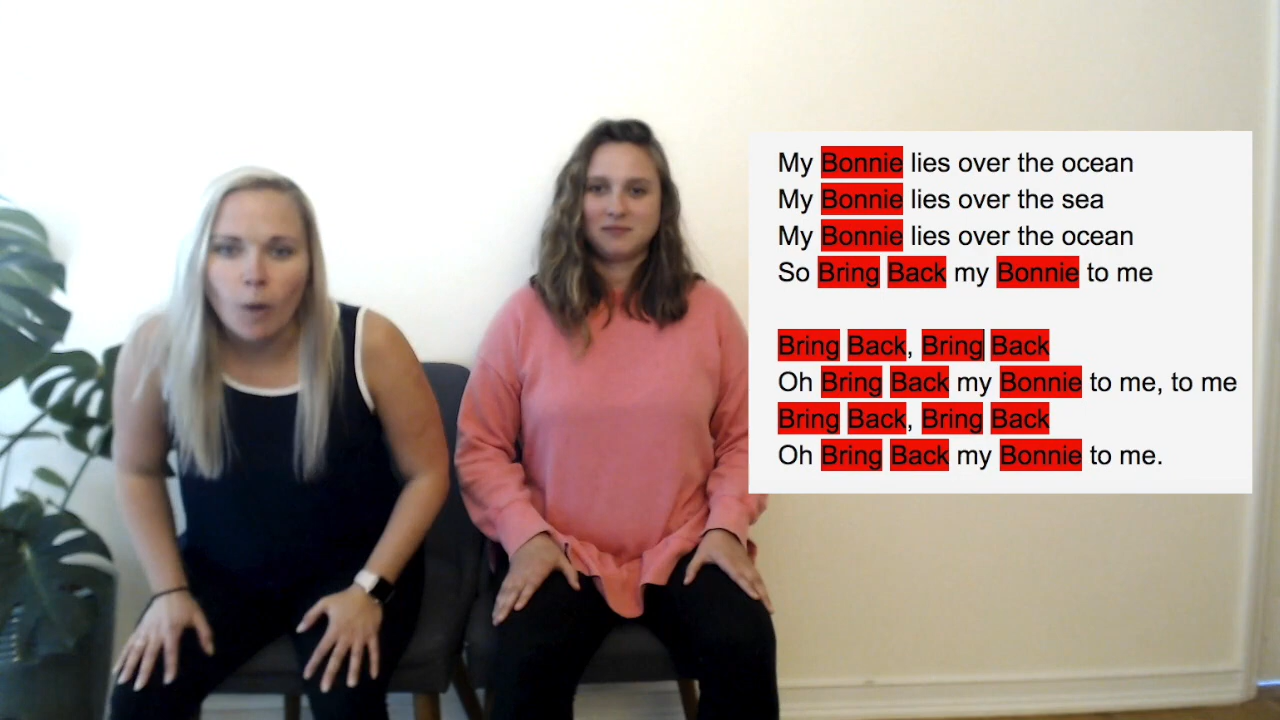 My Bonnie lies over the ocean
My Bonnie lies over the sea
My Bonnie lies over the ocean
So Bring Back my Bonnie to me
Bring Back, Bring Back
Oh Bring Back my Bonnie to me, to me
Bring Back, Bring Back
Oh Bring Back my Bonnie to me.